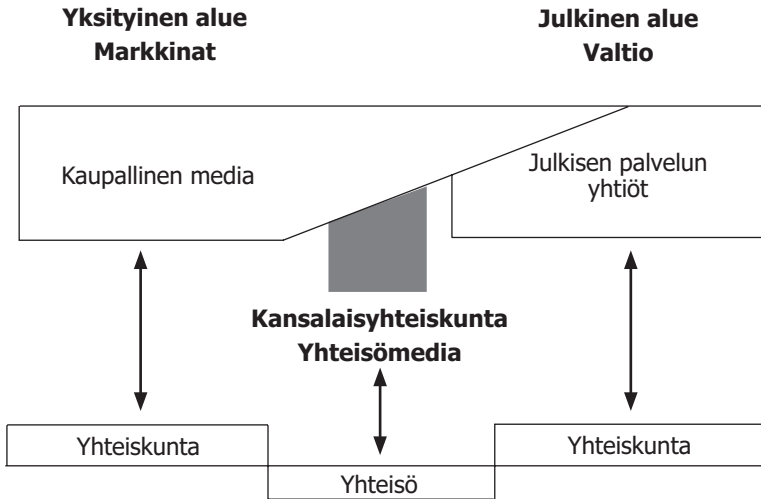 Yksityinen alue
Markkinat
Julkinen alue
Valtio
Kaupallinen media
Julkisen palvelun
yhtiöt
Kansalaisyhteiskunta
Yhteisömedia
Yhteiskunta
Yhteisö
Yhteiskunta